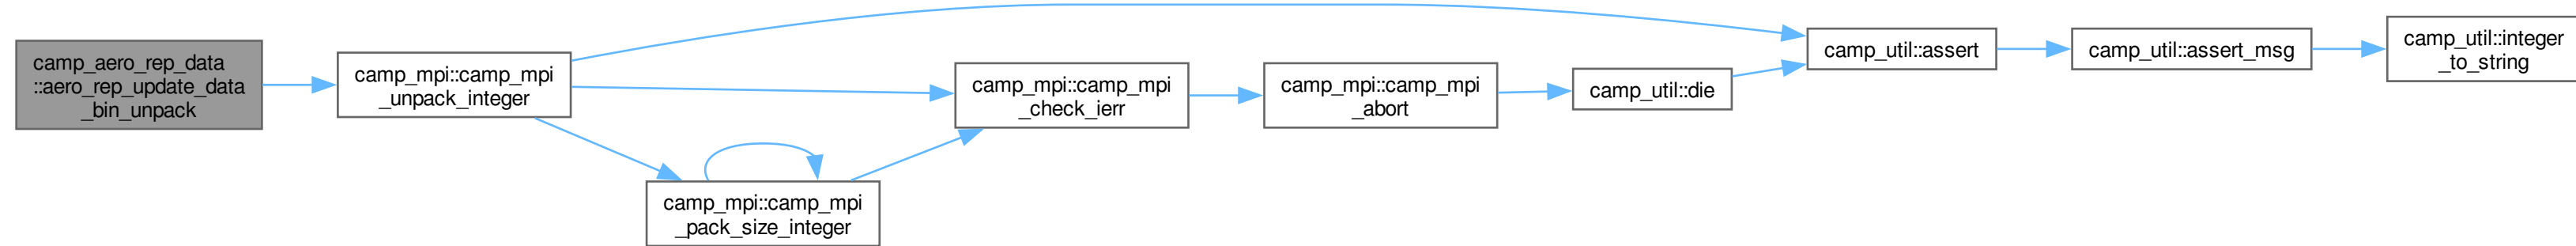 camp_aero_rep_data
::aero_rep_update_data
_bin_unpack
camp_mpi::camp_mpi
_unpack_integer
camp_mpi::camp_mpi
_pack_size_integer
camp_mpi::camp_mpi
_check_ierr
camp_mpi::camp_mpi
_abort
camp_util::die
camp_util::assert
camp_util::assert_msg
camp_util::integer
_to_string